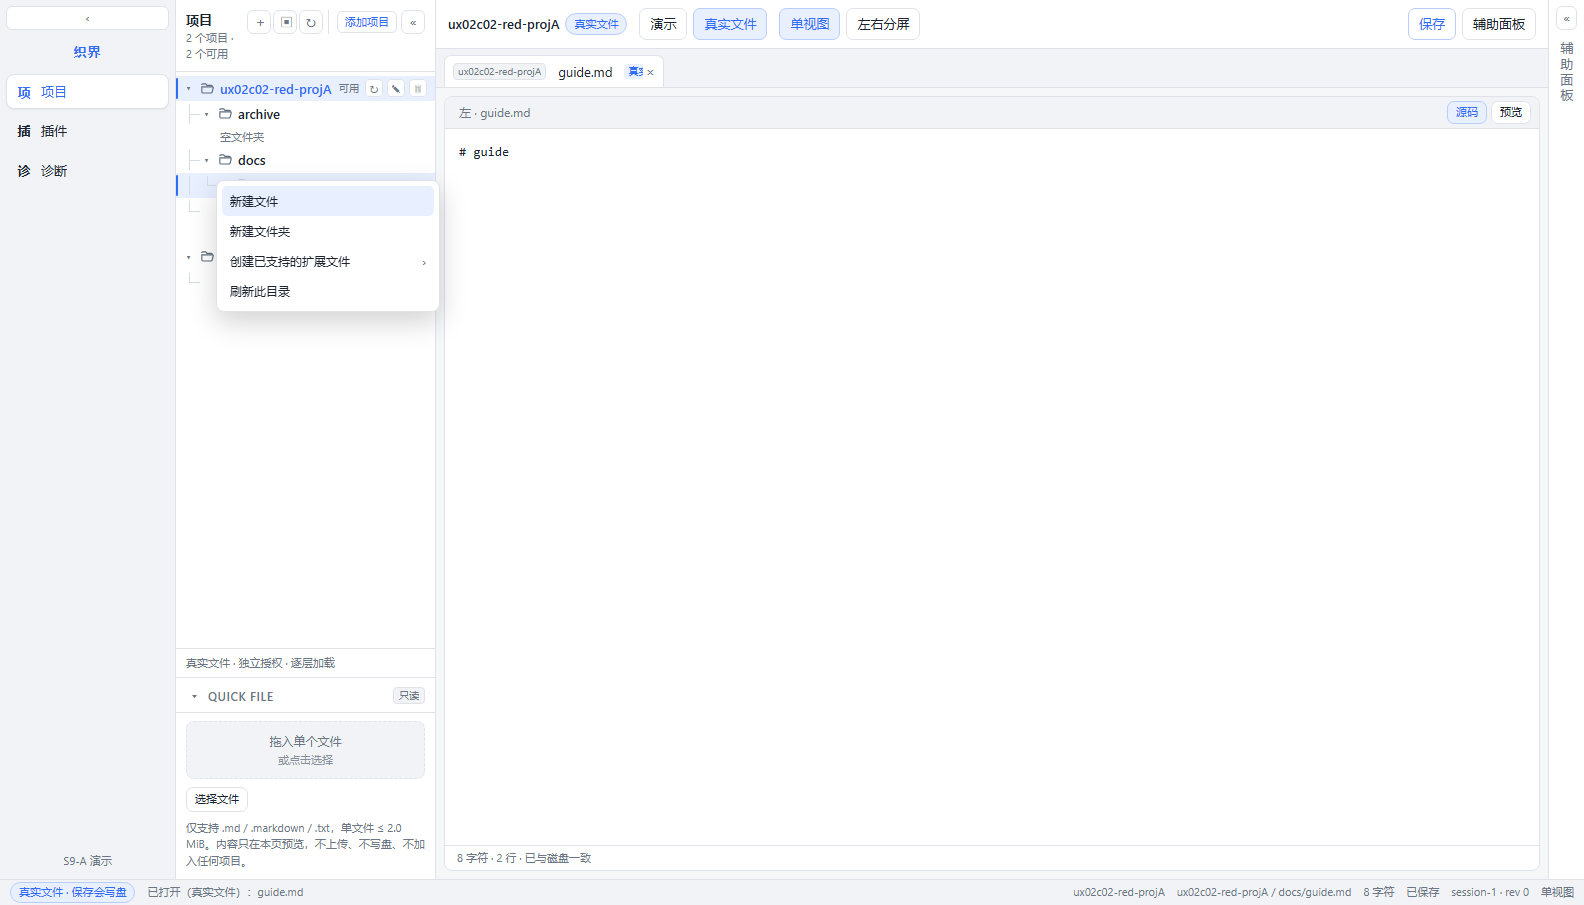 ‹
织界
项 项目
插 插件
诊 诊断
S9-A 演示
项目
2 个项目 ·
2 个可用
+
↻
添加项目
«
ux02c02-red-projA 可用
archive
空文件夹
docs
新建文件
新建文件夹
创建已支持的扩展文件 ›
刷新此目录
真实文件 · 独立授权 · 逐层加载
QUICK FILE 只读
拖入单个文件
或点击选择
选择文件
仅支持 .md / .markdown / .txt，单文件 ≤ 2.0
MiB。内容只在本页预览，不上传、不写盘、不加
入任何项目。
ux02c02-red-projA 真实文件 演示 真实文件 单视图 左右分屏 保存 辅助面板
ux02c02-red-projA guide.md ×
左 · guide.md 源码 预览
# guide
8 字符 · 2 行 · 已与磁盘一致
«
辅助面板
真实文件 · 保存会写盘 已打开（真实文件）：guide.md
ux02c02-red-projA ux02c02-red-projA / docs/guide.md 8 字符 已保存 session-1 · rev 0 单视图